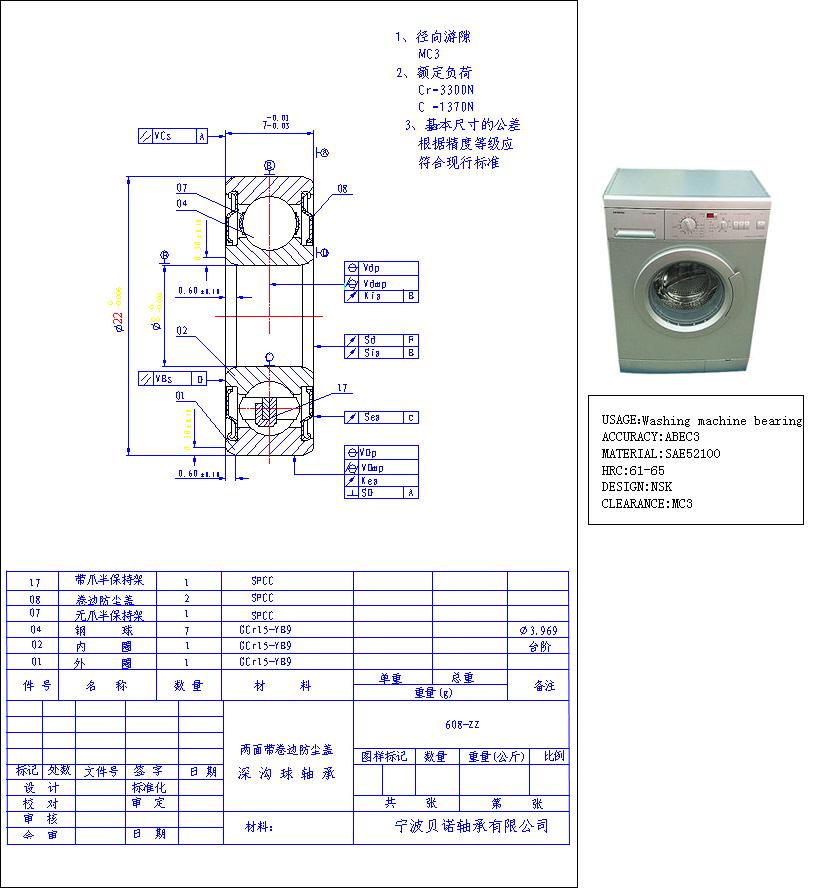 1、径向游隙
MC3
2、额定负荷
Cr=3300N
C =1370N
3、基本尺寸的公差
根据精度等级应
符合现行标准
-0.01
7-0.03
VCs A
A
B
07
04
08
D
B
0.60±0.10
Vdp
Vdmp
Kia B
0
Ø22 -0.006
Ø8
02
Sd
Sia B
C
VBs D
17
01
Sea C
VDp
VDmp
Kea
SD A
0.60±0.10
17 带爪半保持架 1 SPCC
08 卷边防尘盖 2 SPCC
07 无爪半保持架 1 SPCC
04 钢 球 7 GCr15-YB9 Ø3.969
02 内 圈 1 GCr15-YB9 台阶
01 外 圈 1 GCr15-YB9
件 号 名 称 数 量 材 料 单重 总重 备注
重量(g)
608-ZZ
两面带卷边防尘盖
深 沟 球 轴 承
图样标记 数量 重量(公斤) 比例
标记 处数 文件号 签 字 日 期
设 计 标准化
校 对 审 定
共 张 第 张
审 核
会 审 日 期
材料:
宁波贝诺轴承有限公司
USAGE:Washing machine bearing
ACCURACY:ABEC3
MATERIAL:SAE52100
HRC:61-65
DESIGN:NSK
CLEARANCE:MC3